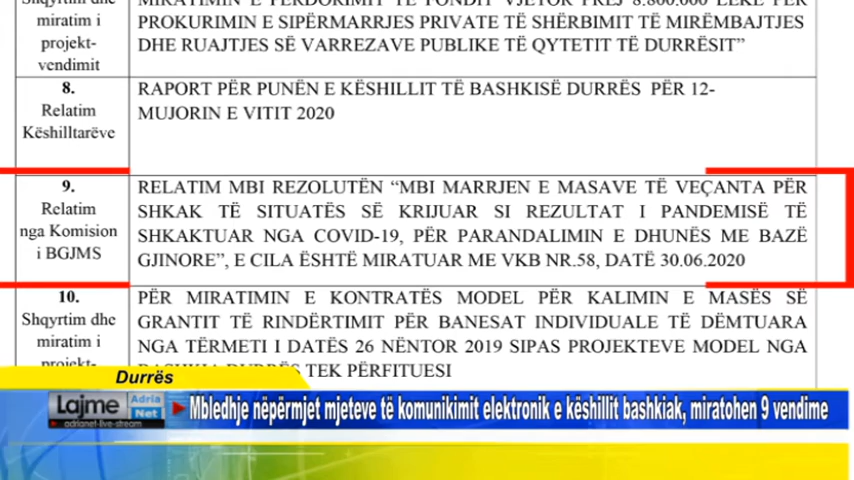 Shqyrtim dhe
miratim i
projekt-
vendimit
MIRATIMIN E PËRDORIMIT TË FONDIT VJETOR PREJ 8.800.000 LEKË PËR
PROKURIMIN E SIPËRMARRJES PRIVATE TË SHËRBIMIT TË MIRËMBAJTJES
DHE RUAJTJES SË VARREZAVE PUBLIKE TË QYTETIT TË DURRËSIT”
8.
Relatim
Këshilltarëve
RAPORT PËR PUNËN E KËSHILLIT TË BASHKISË DURRËS PËR 12-
MUJORIN E VITIT 2020
9.
Relatim
nga Komision
i BGJMS
RELATIM MBI REZOLUTËN “MBI MARRJEN E MASAVE TË VEÇANTA PËR
SHKAK TË SITUATËS SË KRIJUAR SI REZULTAT I PANDEMISË TË
SHKAKTUAR NGA COVID-19, PËR PARANDALIMIN E DHUNËS ME BAZË
GJINORE”, E CILA ËSHTË MIRATUAR ME VKB NR.58, DATË 30.06.2020
10.
Shqyrtim dhe
miratim i
projekt-
PËR MIRATIMIN E KONTRATËS MODEL PËR KALIMIN E MASËS SË
GRANTIT TË RINDËRTIMIT PËR BANESAT INDIVIDUALE TË DËMTUARA
NGA TËRMETI I DATËS 26 NËNTOR 2019 SIPAS PROJEKTEVE MODEL NGA
BASHKIA DURRËS TEK PËRFITUESI
Durrës
Lajme
Adria
Net
adrianet-live-stream
Mbledhje nëpërmjet mjeteve të komunikimit elektronik e këshillit bashkiak, miratohen 9 vendime